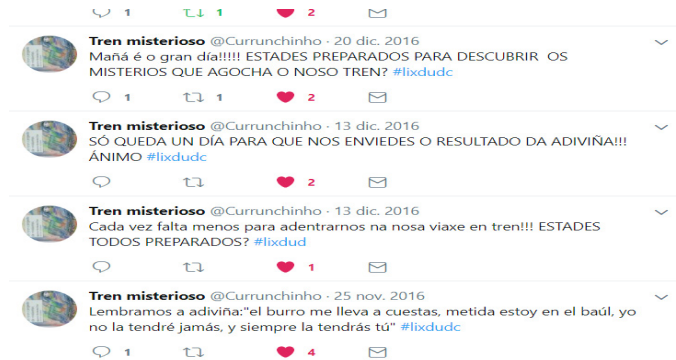 1 1 2
Tren misterioso @Currunchinho · 20 dic. 2016
Mañá é o gran día!!!!! ESTADES PREPARADOS PARA DESCUBRIR OS
MISTERIOS QUE AGOCHA O NOSO TREN? #lixdudc
1 1 2
Tren misterioso @Currunchinho · 13 dic. 2016
SÓ QUEDA UN DÍA PARA QUE NOS ENVIEDES O RESULTADO DA ADIVIÑA!!!
ÁNIMO #lixdudc
2
Tren misterioso @Currunchinho · 13 dic. 2016
Cada vez falta menos para adentrarnos na nosa viaxe en tren!!! ESTADES
TODOS PREPARADOS? #lixdud
1
Tren misterioso @Currunchinho · 25 nov. 2016
Lembramos a adiviña:"el burro me lleva a cuestas, metida estoy en el baúl, yo
no la tendré jamás, y siempre la tendrás tú" #lixdudc
1 4